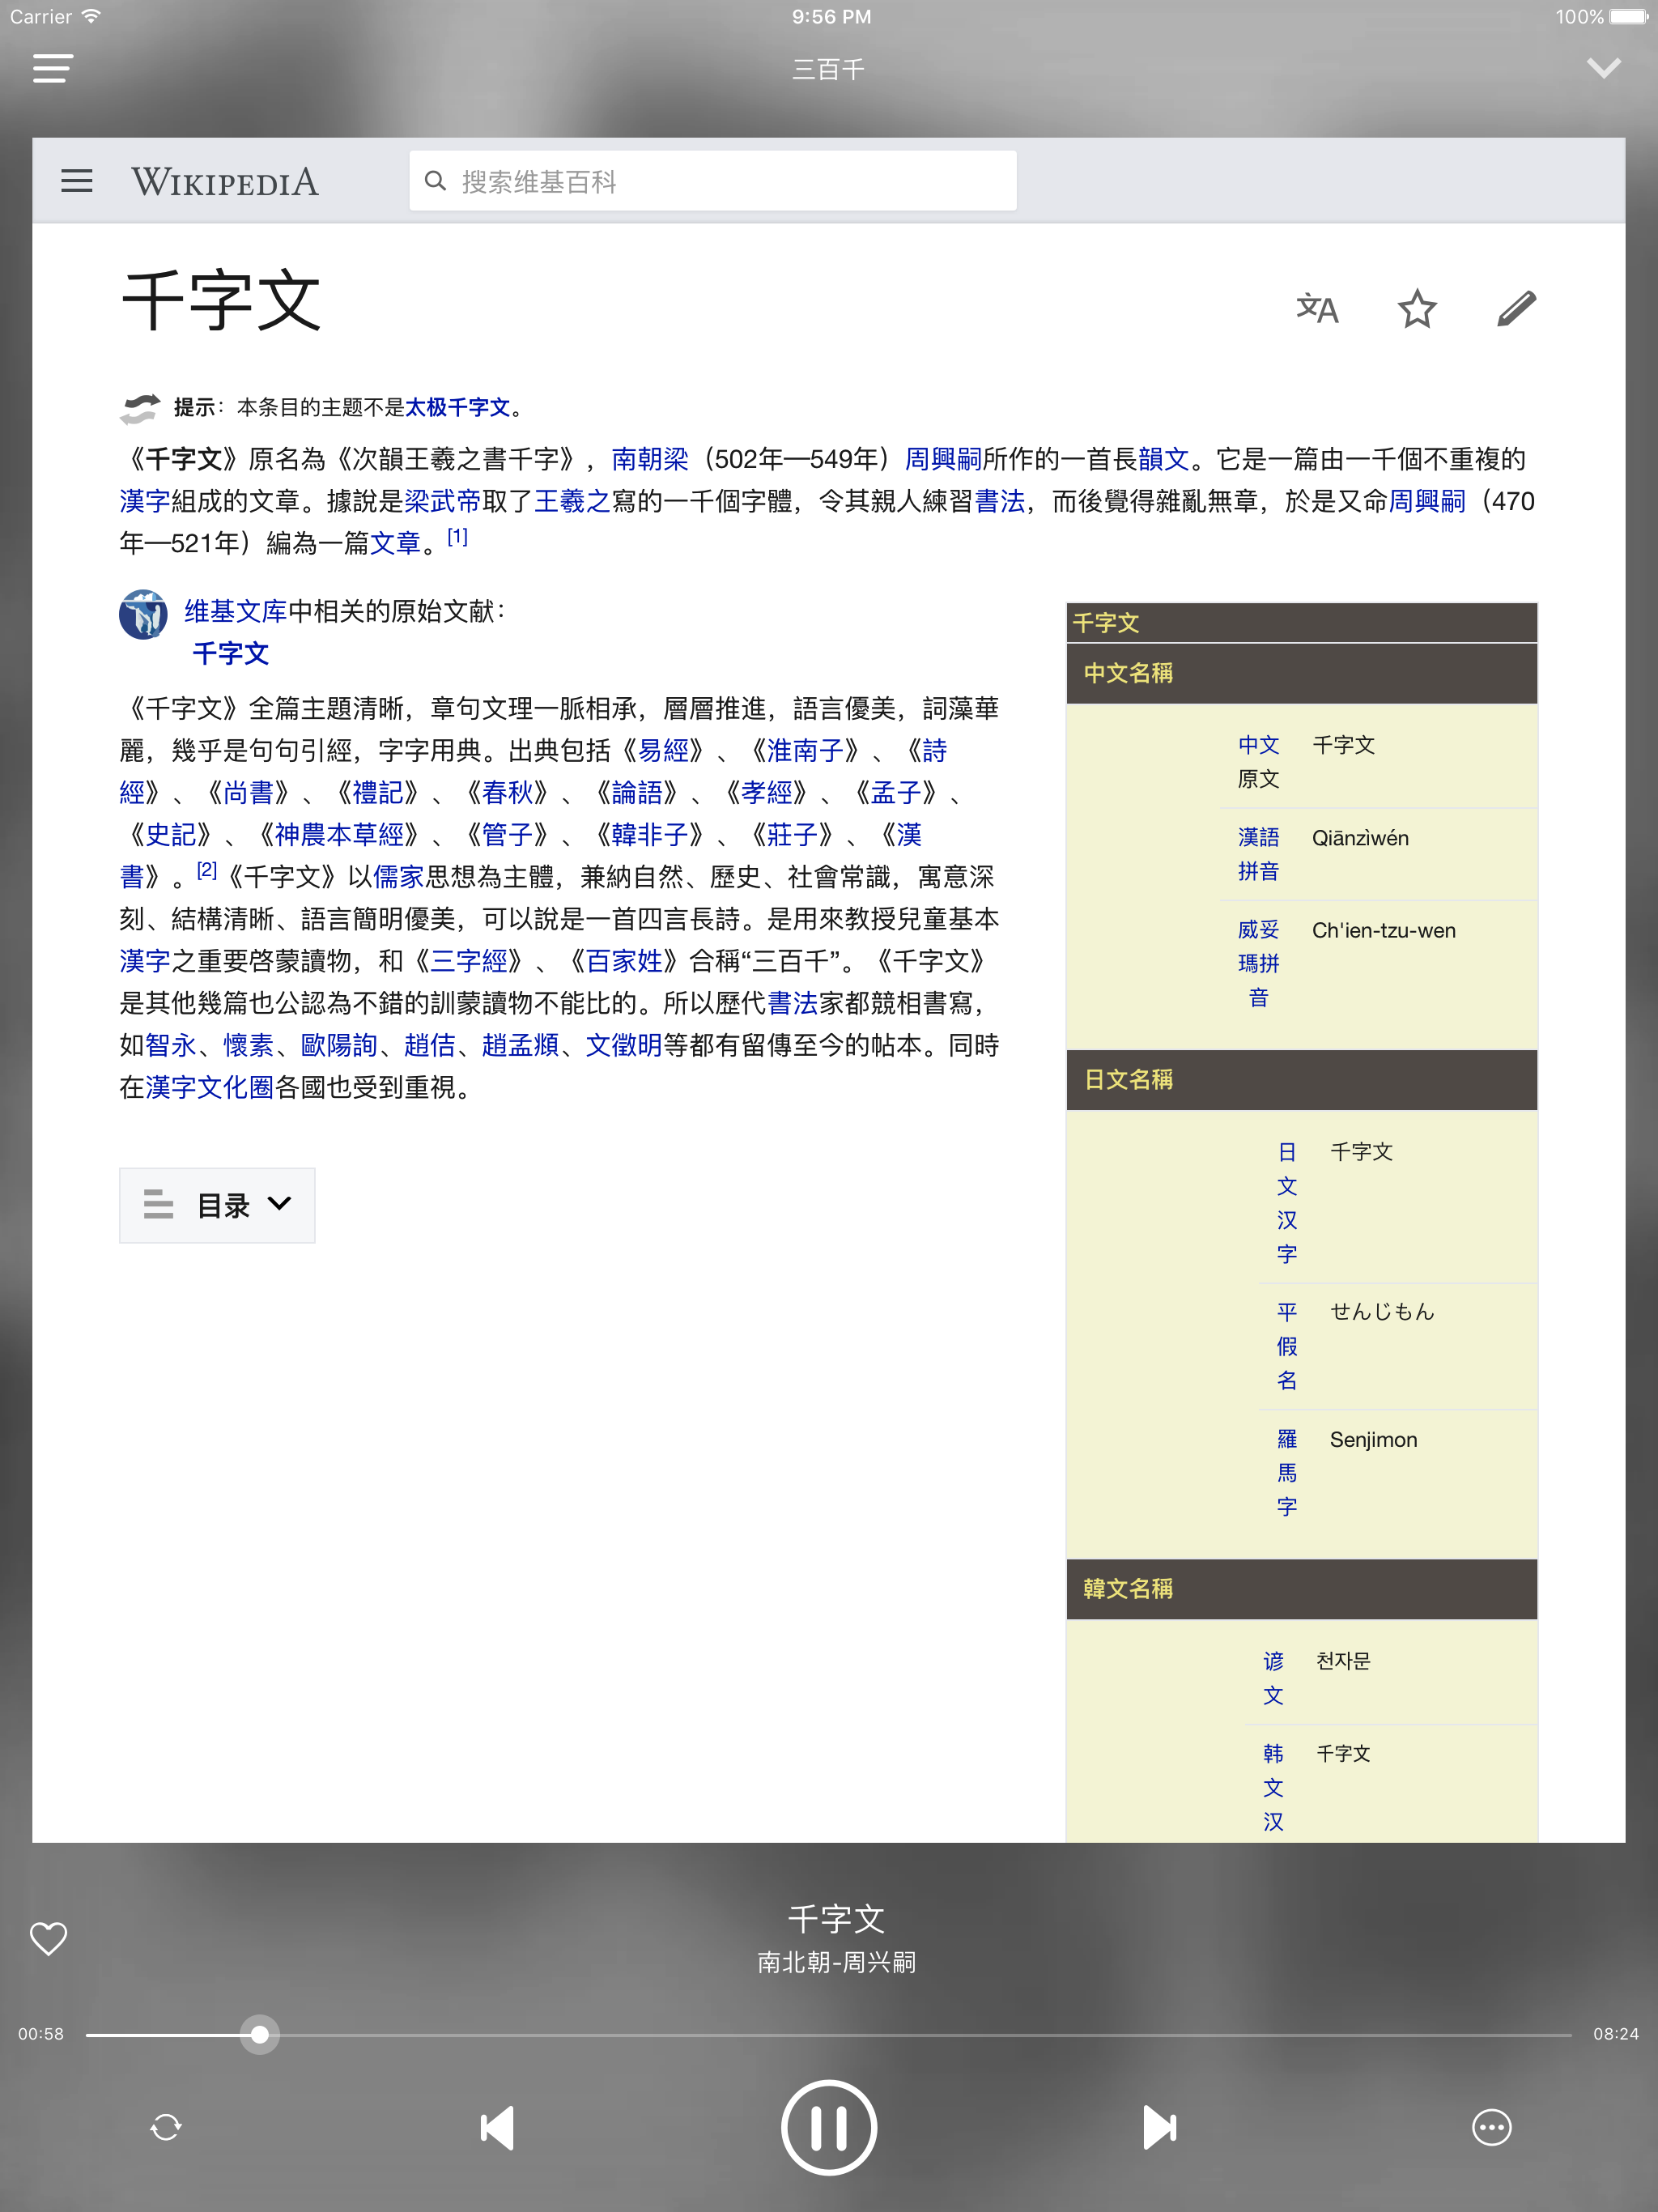 Carrier
9:56 PM
100%
三百千
WIKIPEDIA
搜索维基百科
千字文
文A
提示：本条目的主题不是太极千字文。
《千字文》原名為《次韻王羲之書千字》，南朝梁（502年—549年）周興嗣所作的一首長韻文。它是一篇由一千個不重複的
漢字組成的文章。據說是梁武帝取了王羲之寫的一千個字體，令其親人練習書法，而後覺得雜亂無章，於是又命周興嗣（470
年—521年）編為一篇文章。[1]
维基文库中相关的原始文献：
千字文
《千字文》全篇主題清晰，章句文理一脈相承，層層推進，語言優美，詞藻華
麗，幾乎是句句引經，字字用典。出典包括《易經》、《淮南子》、《詩
經》、《尚書》、《禮記》、《春秋》、《論語》、《孝經》、《孟子》、
《史記》、《神農本草經》、《管子》、《韓非子》、《莊子》、《漢
書》。[2]《千字文》以儒家思想為主體，兼納自然、歷史、社會常識，寓意深
刻、結構清晰、語言簡明優美，可以說是一首四言長詩。是用來教授兒童基本
漢字之重要啓蒙讀物，和《三字經》、《百家姓》合稱“三百千”。《千字文》
是其他幾篇也公認為不錯的訓蒙讀物不能比的。所以歷代書法家都競相書寫，
如智永、懷素、歐陽詢、趙佶、趙孟頫、文徵明等都有留傳至今的帖本。同時
在漢字文化圈各國也受到重視。
目录
千字文
中文名稱
中文 千字文
原文
漢語 Qiānzìwén
拼音
威妥 Ch'ien-tzu-wen
瑪拼
音
日文名稱
日 千字文
文
汉
字
平 せんじもん
假
名
羅 Senjimon
馬
字
韓文名稱
谚 천자문
文
韩 千字文
文
汉
千字文
南北朝-周兴嗣
00:58
08:24